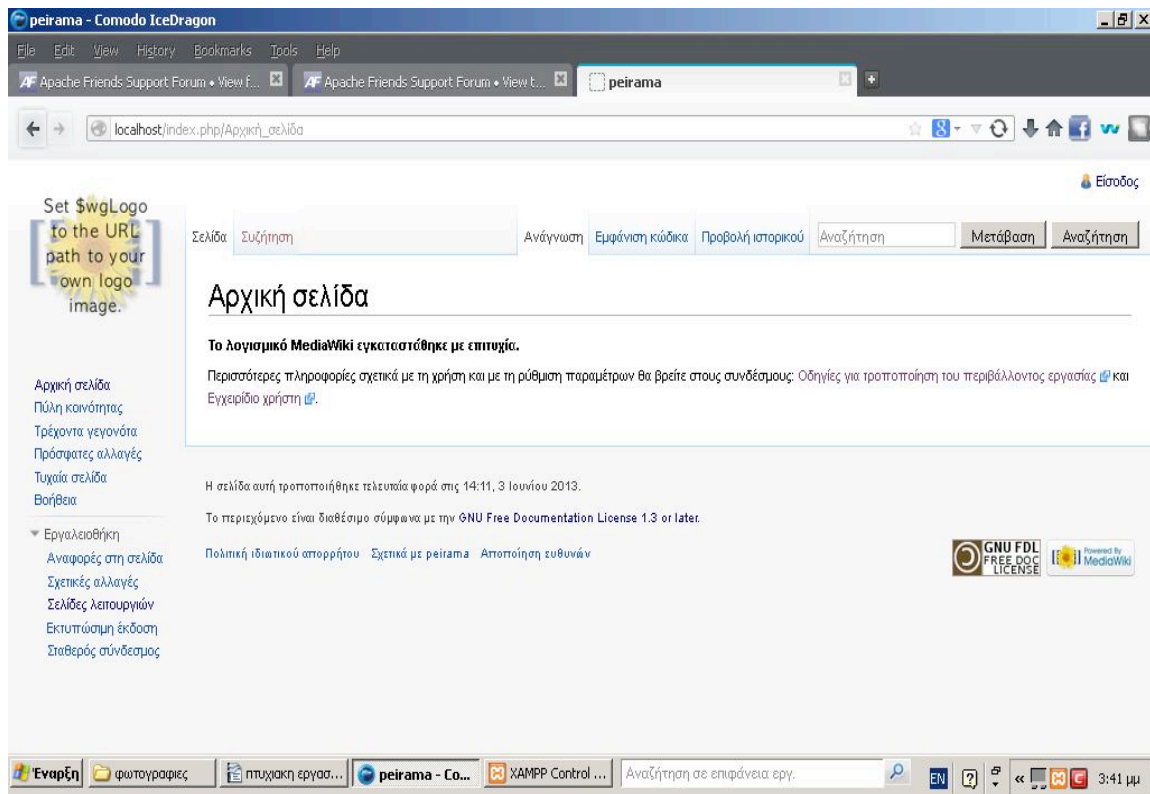 peirama - Comodo IceDragon
File Edit View History Bookmarks Tools Help
Apache Friends Support Forum • View f... Apache Friends Support Forum • View t... peirama
localhost/index.php/Αρχική_σελίδα
Είσοδος
Set $wgLogo
to the URL
path to your
own logo
image.
Σελίδα Συζήτηση Ανάγνωση Εμφάνιση κώδικα Προβολή ιστορικού Αναζήτηση Μετάβαση Αναζήτηση
Αρχική σελίδα
Το λογισμικό MediaWiki εγκαταστάθηκε με επιτυχία.
Περισσότερες πληροφορίες σχετικά με τη χρήση και με τη ρύθμιση παραμέτρων θα βρείτε στους συνδέσμους: Οδηγίες για τροποποίηση του περιβάλλοντος εργασίας και
Εγχειρίδιο χρήστη.
Αρχική σελίδα
Πύλη κοινότητας
Τρέχοντα γεγονότα
Πρόσφατες αλλαγές
Τυχαία σελίδα
Βοήθεια
Εργαλειοθήκη
Αναφορές στη σελίδα
Σχετικές αλλαγές
Σελίδες λειτουργιών
Εκτυπώσιμη έκδοση
Σταθερός σύνδεσμος
Η σελίδα αυτή τροποποιήθηκε τελευταία φορά στις 14:11, 3 Ιουνίου 2013.
Το περιεχόμενο είναι διαθέσιμο σύμφωνα με την GNU Free Documentation License 1.3 or later.
Πολιτική ιδιωτικού απορρήτου Σχετικά με peirama Αποποίηση ευθυνών
GNU FDL
FREE DOC
LICENSE
Powered By
MediaWiki
Έναρξη φωτογραφιες πτυχιακη εργασ... peirama - Co... XAMPP Control ... Αναζήτηση σε επιφάνεια εργ. EN 3:41 μμ